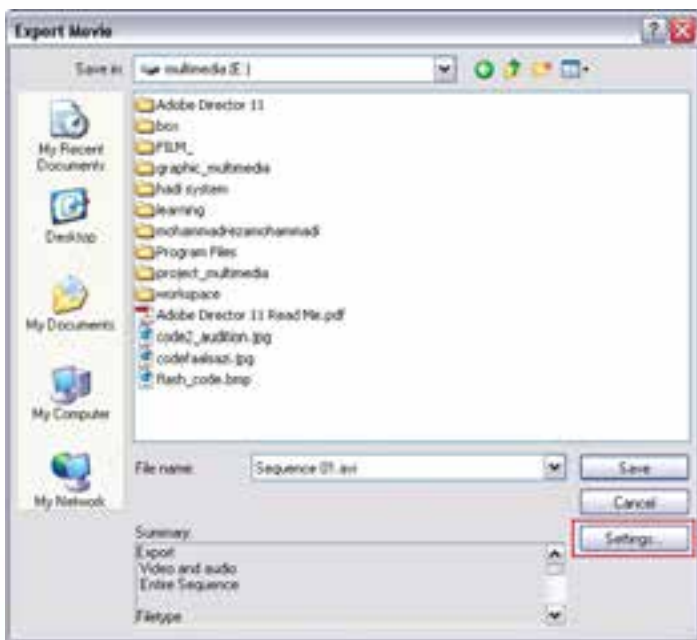 Export Movie
Save in:
multimedia (E:)
My Recent
Documents
Desktop
My Documents
My Computer
My Network
Adobe Director 11
box
FILM_
graphic_multimedia
hadi system
learning
mohammadrezamohammadi
Program Files
project_multimedia
workspace
Adobe Director 11 Read Me.pdf
code2_audition.jpg
codefaalsazi.jpg
flash_code.bmp
File name:
Sequence 01.avi
Save
Cancel
Settings...
Summary
Export
Video and audio
Entire Sequence
Filetype